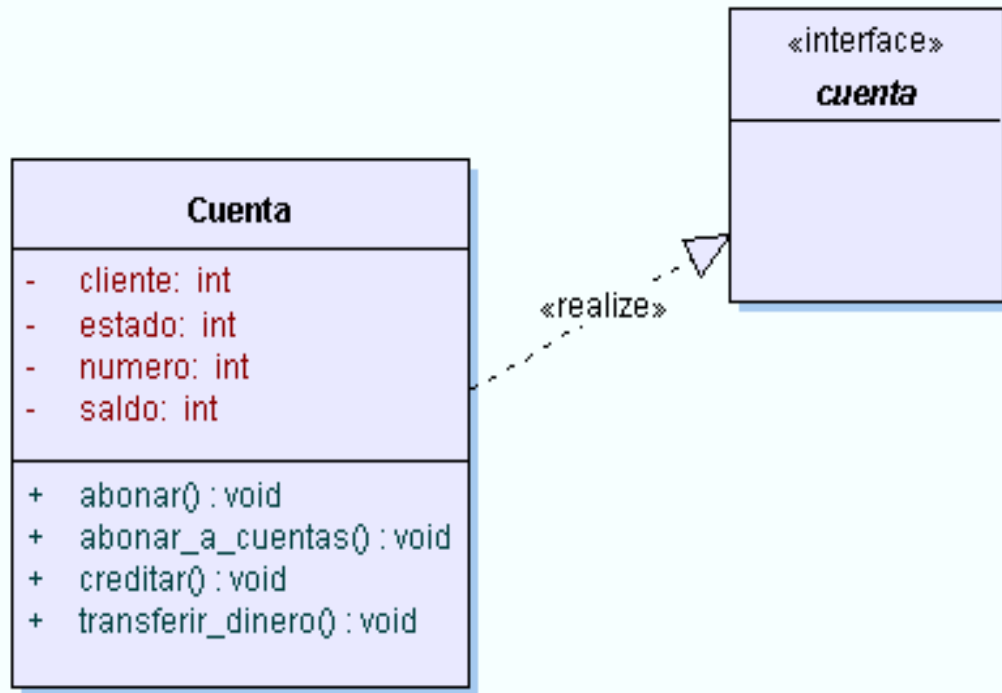 «interface»
cuenta
Cuenta
- cliente: int
- estado: int
- numero: int
- saldo: int
«realize»
+ abonar() : void
+ abonar_a_cuentas() : void
+ creditar() : void
+ transferir_dinero() : void